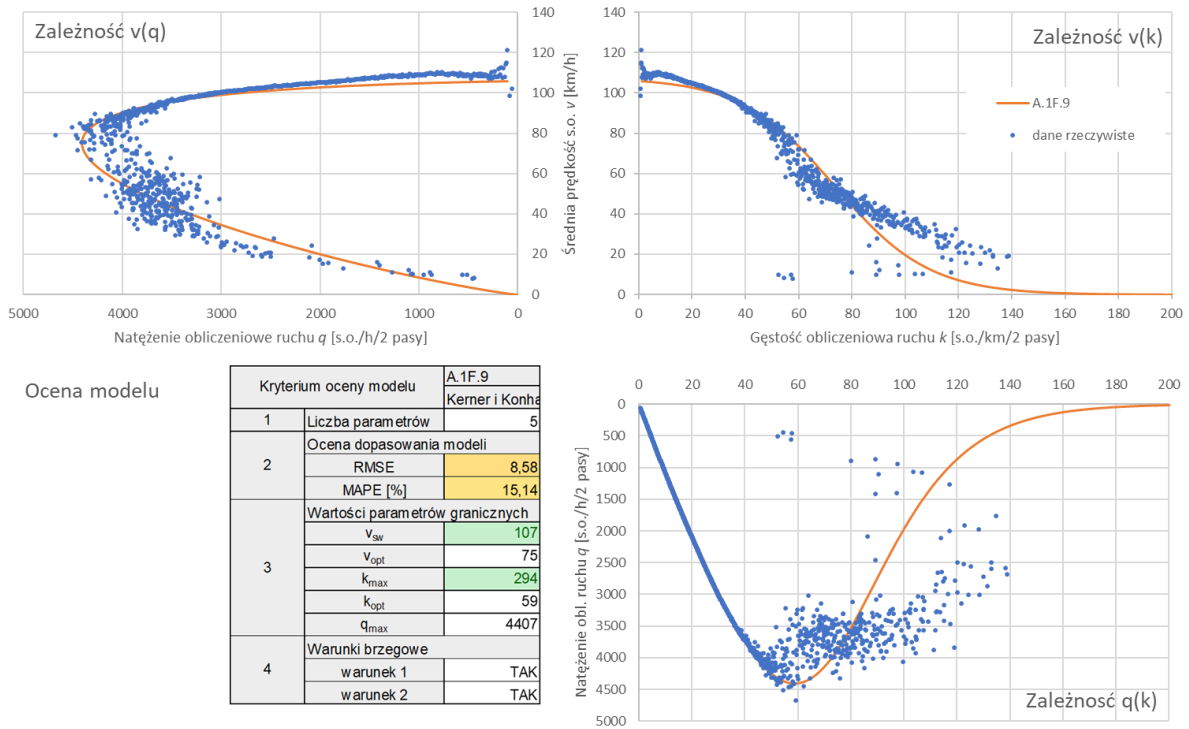 Zależność v(q)
140
120
100
80
60
40
20
0
Średnia prędkość s.o. v [km/h]
5000 4000 3000 2000 1000 0
Natężenie obliczeniowe ruchu q [s.o./h/2 pasy]
Zależność v(k)
140
120
100
80
60
40
20
0
A.1F.9
dane rzeczywiste
0 20 40 60 80 100 120 140 160 180 200
Gęstość obliczeniowa ruchu k [s.o./km/2 pasy]
Ocena modelu
Kryterium oceny modelu A.1F.9
Kerner i Konha
1 Liczba parametrów 5
2 Ocena dopasowania modeli
RMSE 8,58
MAPE [%] 15,14
3 Wartości parametrów granicznych
vsw 107
vopt 75
kmax 294
kopt 59
qmax 4407
4 Warunki brzegowe
warunek 1 TAK
warunek 2 TAK
0 20 40 60 80 100 120 140 160 180 200
0
500
1000
1500
2000
2500
3000
3500
4000
4500
5000
Natężenie obl. ruchu q [s.o./h/2 pasy]
Zależnosć q(k)